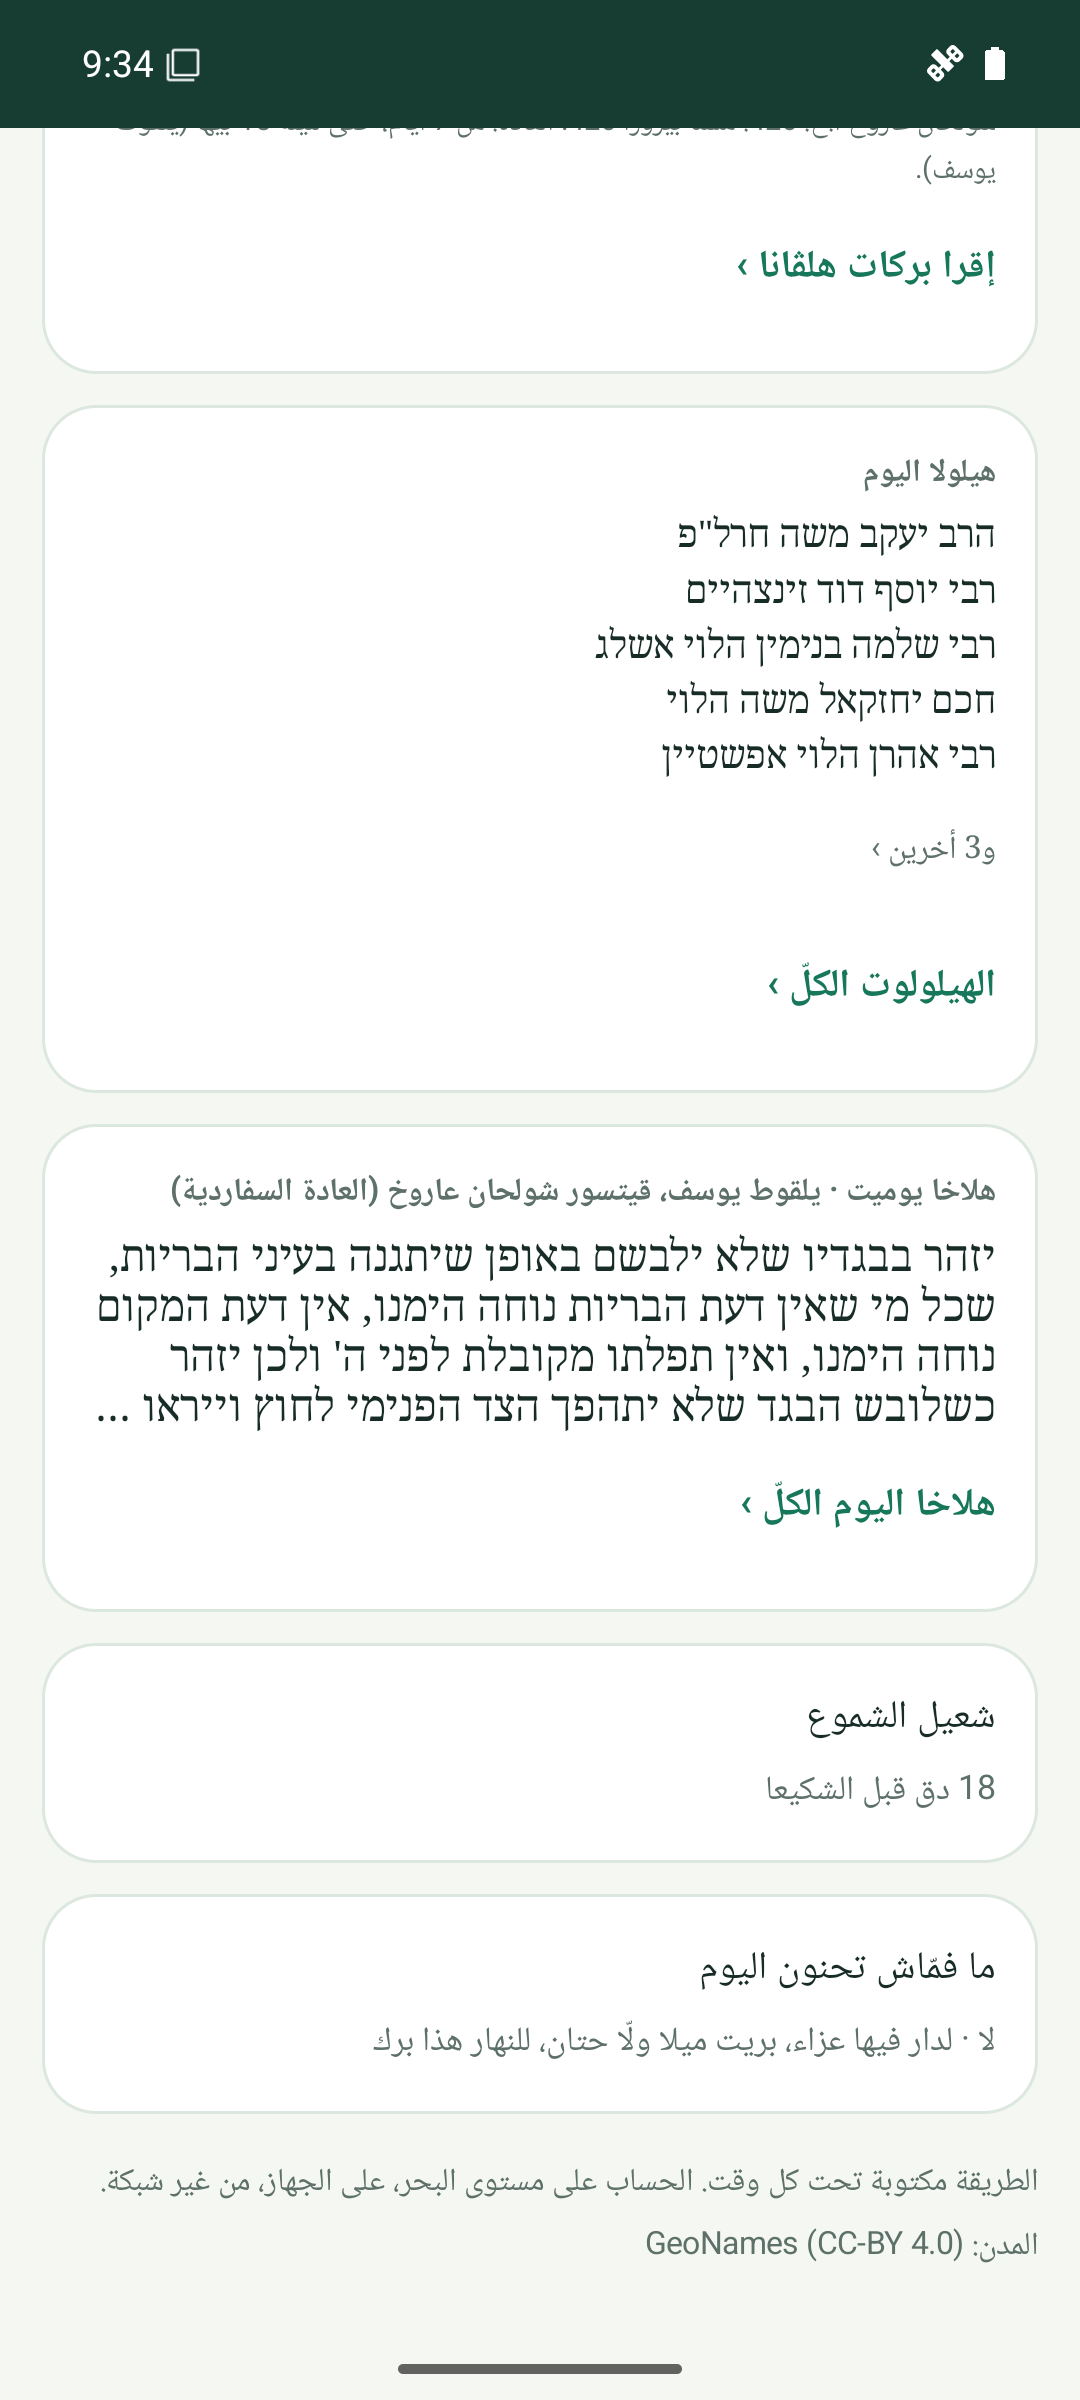 9:34
يوسف).
إقرا بركات هلڤانا ›
هيلولا اليوم
הרב יעקב משה חרל"פ
רבי יוסף דוד זינצהיים
רבי שלמה בנימין הלוי אשלג
חכם יחזקאל משה הלוי
רבי אהרן הלוי אפשטיין
و3 أخرين ›
الهيلولوت الكلّ ›
هلاخا يوميت · يلقوط يوسف، قيتسور شولحان عاروخ (العادة السفاردية)
יזהר בבגדיו שלא ילבשם באופן שיתגנה בעיני הבריות,
שכל מי שאין דעת הבריות נוחה הימנו, אין דעת המקום
נוחה הימנו, ואין תפלתו מקובלת לפני ה' ולכן יזהר
כשלובש הבגד שלא יתהפך הצד הפנימי לחוץ וייראו ...
هلاخا اليوم الكلّ ›
شعيل الشموع
18 دق قبل الشكيعا
ما فمّاش تحنون اليوم
لا · لدار فيها عزاء، بريت ميلا ولّا حتان، للنهار هذا برك
الطريقة مكتوبة تحت كل وقت. الحساب على مستوى البحر، على الجهاز، من غير شبكة.
المدن: GeoNames (CC-BY 4.0)